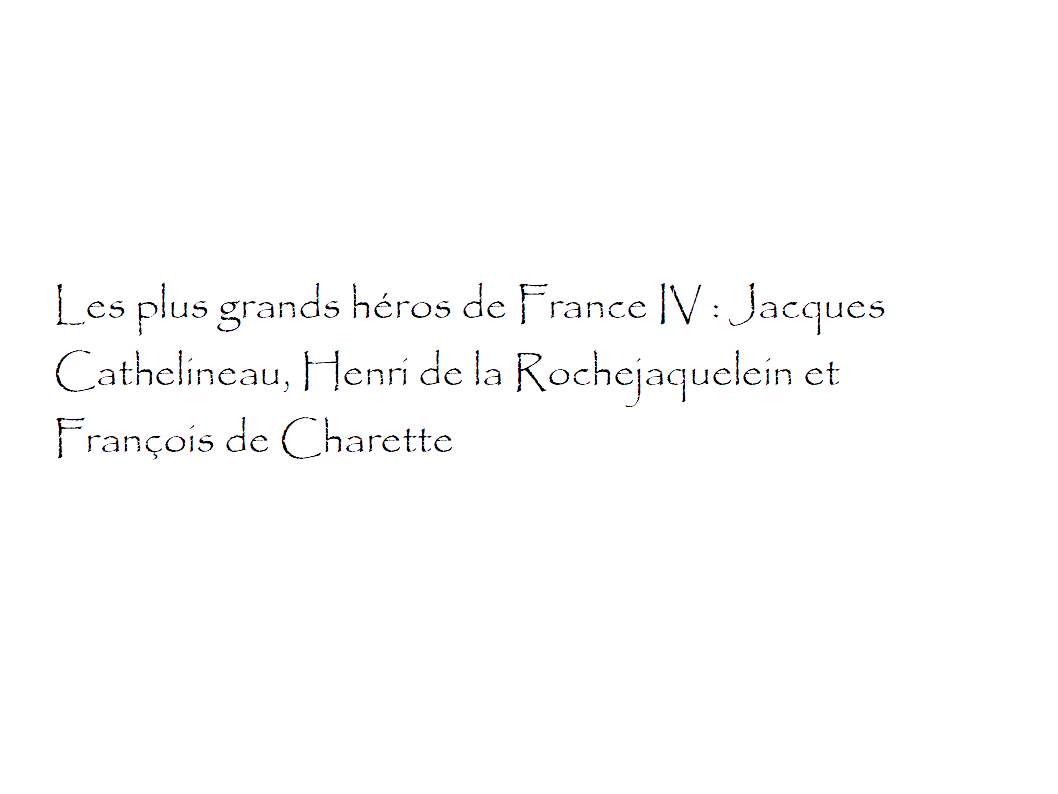 Les plus grands héros de France IV : Jacques
Cathelineau, Henri de la Rochejaquelein et
François de Charette